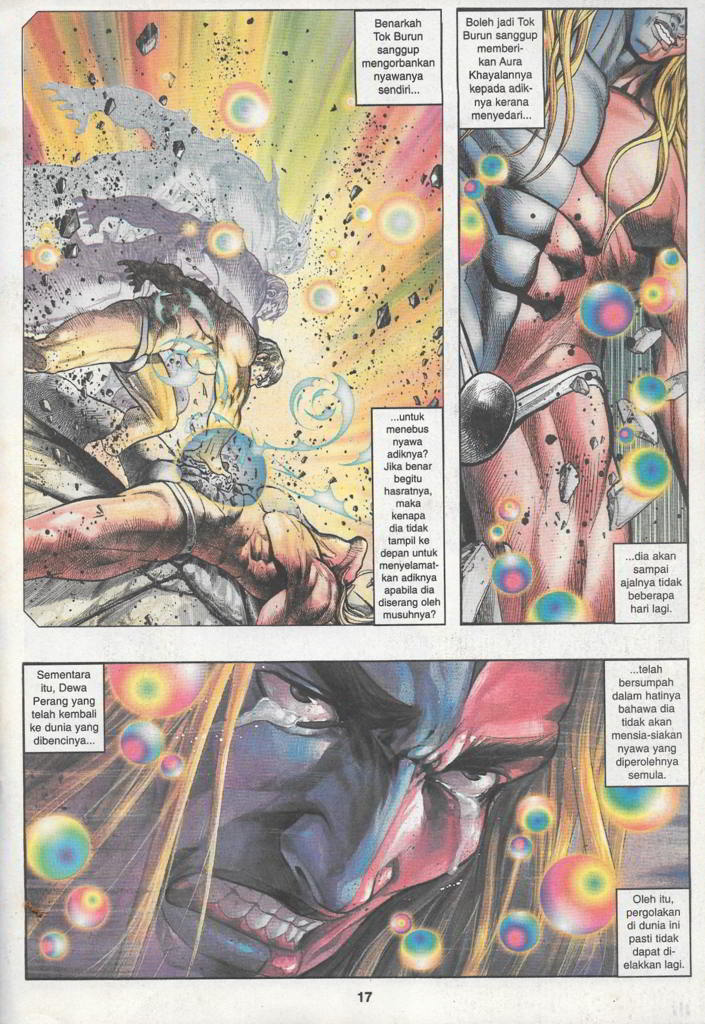 Benarkah
Tok Burun
sanggup
mengorbankan
nyawanya
sendiri...
...untuk
menebus
nyawa
adiknya?
Jika benar
begitu
hasratnya,
maka
kenapa
dia tidak
tampil ke
depan untuk
menyelamat-
kan adiknya
apabila dia
diserang oleh
musuhnya?
Boleh jadi Tok
Burun sanggup
memberi-
kan Aura
Khayalannya
kepada adik-
nya kerana
menyedari...
...dia akan
sampai
ajalnya tidak
beberapa
hari lagi.
Sementara
itu, Dewa
Perang yang
telah kembali
ke dunia yang
dibencinya...
...telah
bersumpah
dalam hatinya
bahawa dia
tidak akan
mensia-siakan
nyawa yang
diperolehnya
semula.
Oleh itu,
pergolakan
di dunia ini
pasti tidak
dapat di-
elakkan lagi.
17